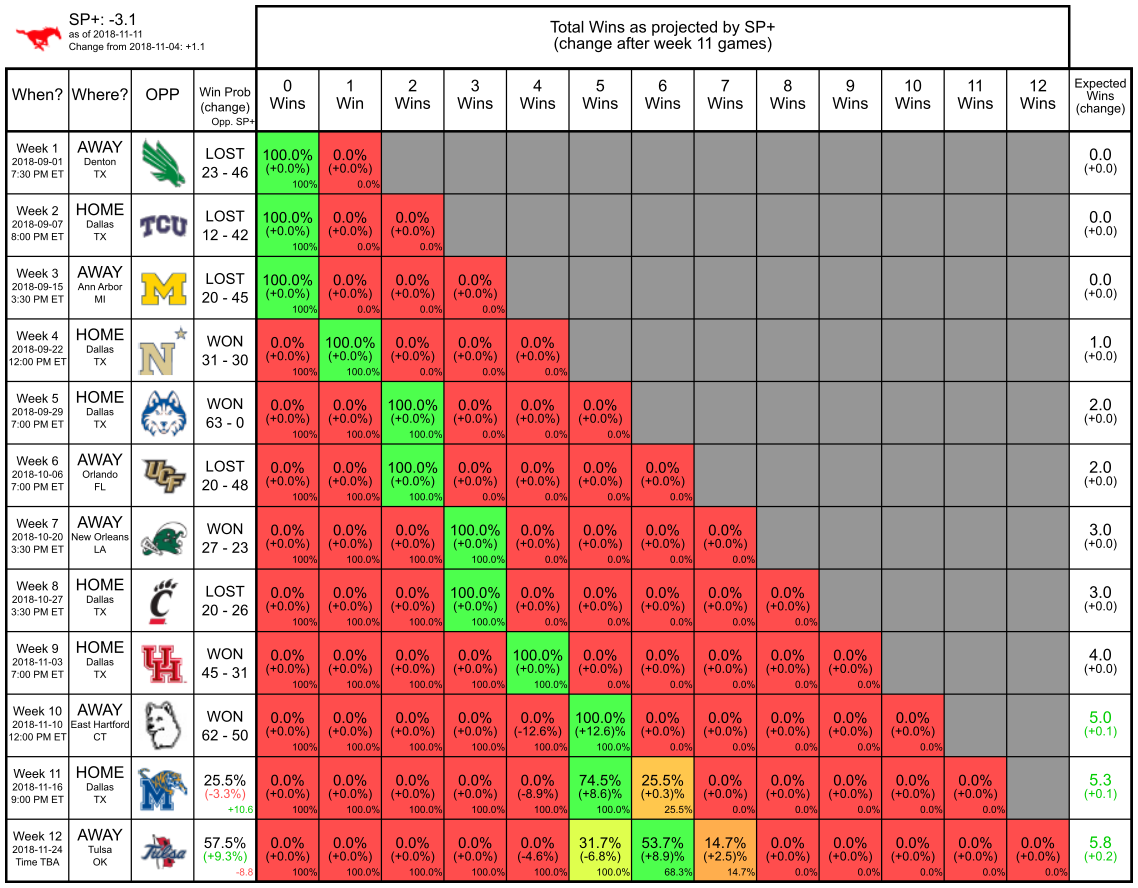 SP+: -3.1
as of 2018-11-11
Change from 2018-11-04: +1.1
Total Wins as projected by SP+
(change after week 11 games)
When? Where? OPP Win Prob (change) Opp. SP+ 0 Wins 1 Win 2 Wins 3 Wins 4 Wins 5 Wins 6 Wins 7 Wins 8 Wins 9 Wins 10 Wins 11 Wins 12 Wins Expected Wins (change)
Week 1 AWAY LOST 100.0% 0.0% 0.0
2018-09-01 Denton (+0.0%) (+0.0%) (+0.0)
7:30 PM ET TX 23 - 46 100% 0.0%
Week 2 HOME TCU LOST 100.0% 0.0% 0.0% 0.0
2018-09-07 Dallas (+0.0%) (+0.0%) (+0.0%) (+0.0)
8:00 PM ET TX 12 - 42 100% 0.0% 0.0%
Week 3 AWAY M LOST 100.0% 0.0% 0.0% 0.0% 0.0
2018-09-15 Ann Arbor (+0.0%) (+0.0%) (+0.0%) (+0.0%) (+0.0)
3:30 PM ET MI 20 - 45 100% 0.0% 0.0% 0.0%
Week 4 HOME N WON 0.0% 100.0% 0.0% 0.0% 0.0% 1.0
2018-09-22 Dallas (+0.0%) (+0.0%) (+0.0%) (+0.0%) (+0.0%) (+0.0)
12:00 PM ET TX 31 - 30 100% 100.0% 0.0% 0.0% 0.0%
Week 5 HOME WON 0.0% 0.0% 100.0% 0.0% 0.0% 0.0% 2.0
2018-09-29 Dallas (+0.0%) (+0.0%) (+0.0%) (+0.0%) (+0.0%) (+0.0%) (+0.0)
7:00 PM ET TX 63 - 0 100% 100.0% 100.0% 0.0% 0.0% 0.0%
Week 6 AWAY UCF LOST 0.0% 0.0% 100.0% 0.0% 0.0% 0.0% 0.0% 2.0
2018-10-06 Orlando (+0.0%) (+0.0%) (+0.0%) (+0.0%) (+0.0%) (+0.0%) (+0.0%) (+0.0)
7:00 PM ET FL 20 - 48 100% 100.0% 100.0% 0.0% 0.0% 0.0% 0.0%
Week 7 AWAY WON 0.0% 0.0% 0.0% 100.0% 0.0% 0.0% 0.0% 0.0% 3.0
2018-10-20 New Orleans (+0.0%) (+0.0%) (+0.0%) (+0.0%) (+0.0%) (+0.0%) (+0.0%) (+0.0%) (+0.0)
3:30 PM ET LA 27 - 23 100% 100.0% 100.0% 100.0% 0.0% 0.0% 0.0% 0.0%
Week 8 HOME C LOST 0.0% 0.0% 0.0% 100.0% 0.0% 0.0% 0.0% 0.0% 0.0% 3.0
2018-10-27 Dallas (+0.0%) (+0.0%) (+0.0%) (+0.0%) (+0.0%) (+0.0%) (+0.0%) (+0.0%) (+0.0%) (+0.0)
3:30 PM ET TX 20 - 26 100% 100.0% 100.0% 100.0% 0.0% 0.0% 0.0% 0.0% 0.0%
Week 9 HOME UH WON 0.0% 0.0% 0.0% 0.0% 100.0% 0.0% 0.0% 0.0% 0.0% 0.0% 4.0
2018-11-03 Dallas (+0.0%) (+0.0%) (+0.0%) (+0.0%) (+0.0%) (+0.0%) (+0.0%) (+0.0%) (+0.0%) (+0.0%) (+0.0)
7:00 PM ET TX 45 - 31 100% 100.0% 100.0% 100.0% 100.0% 0.0% 0.0% 0.0% 0.0% 0.0%
Week 10 AWAY WON 0.0% 0.0% 0.0% 0.0% 0.0% 100.0% 0.0% 0.0% 0.0% 0.0% 0.0% 5.0
2018-11-10 East Hartford (+0.0%) (+0.0%) (+0.0%) (+0.0%) (-12.6%) (+12.6)% (+0.0%) (+0.0%) (+0.0%) (+0.0%) (+0.0%) (+0.1)
12:00 PM ET CT 62 - 50 100% 100.0% 100.0% 100.0% 100.0% 100.0% 0.0% 0.0% 0.0% 0.0% 0.0%
Week 11 HOME M 25.5% 0.0% 0.0% 0.0% 0.0% 0.0% 74.5% 25.5% 0.0% 0.0% 0.0% 0.0% 0.0% 5.3
2018-11-16 Dallas (-3.3%) (+0.0%) (+0.0%) (+0.0%) (+0.0%) (-8.9%) (+8.6)% (+0.3)% (+0.0%) (+0.0%) (+0.0%) (+0.0%) (+0.0%) (+0.1)
9:00 PM ET TX +10.6 100% 100.0% 100.0% 100.0% 100.0% 100.0% 25.5% 0.0% 0.0% 0.0% 0.0% 0.0%
Week 12 AWAY Tulsa 57.5% 0.0% 0.0% 0.0% 0.0% 0.0% 31.7% 53.7% 14.7% 0.0% 0.0% 0.0% 0.0% 0.0% 5.8
2018-11-24 Tulsa (+9.3%) (+0.0%) (+0.0%) (+0.0%) (+0.0%) (-4.6%) (-6.8%) (+8.9)% (+2.5)% (+0.0%) (+0.0%) (+0.0%) (+0.0%) (+0.0%) (+0.2)
Time TBA OK -8.8 100% 100.0% 100.0% 100.0% 100.0% 100.0% 68.3% 14.7% 0.0% 0.0% 0.0% 0.0% 0.0%